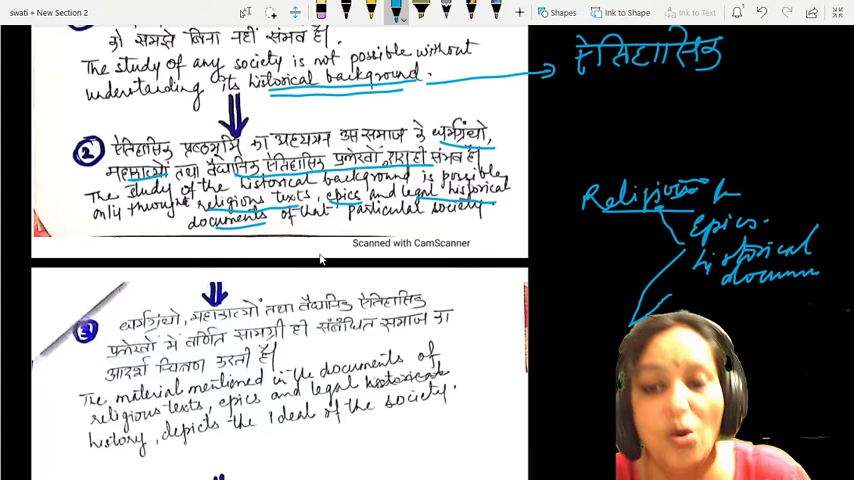 swati » New Section 2
Shapes
Ink to Shape
Ink to Text
को समझे बिना नहीं संभव है।
The study of any society is not possible without
understanding its historical background.
ऐतिहासिक
2 ऐतिहासिक पृष्ठभूमि का अध्ययन उस समाज के धर्मग्रंथो,
महाकाव्यों तथा वैधानिक ऐतिहासिक प्रलेखों द्वारा ही संभव है।
The study of the historical background is possible
only through religious texts, epics and legal historical
documents of that particular society
Epics.
historical
Scanned with CamScanner
3 धर्मग्रंथो, महाकाव्यों तथा वैधानिक ऐतिहासिक
प्रलेखों में वर्णित सामग्री ही संबंधित समाज का
आदर्श चित्रण करती है।
The material mentioned in the documents of
religious texts, epics and legal historical
history, depicts the ideal of the society.